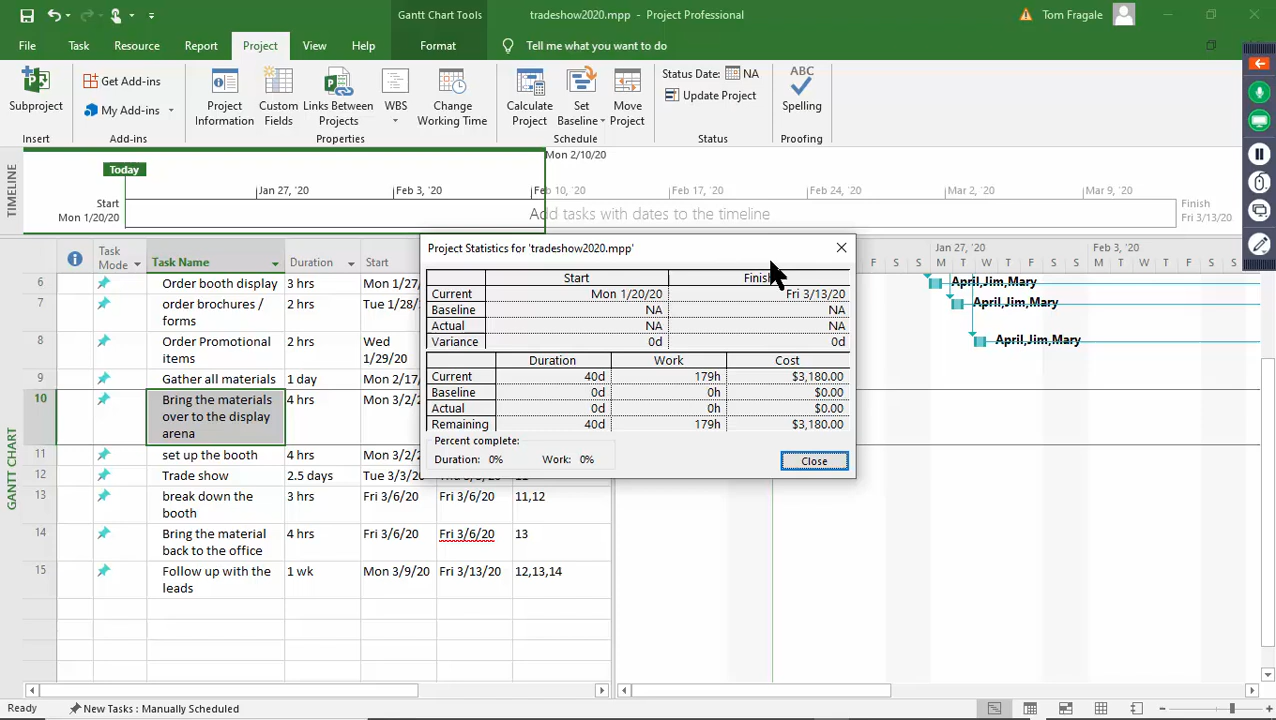 Gantt Chart Tools
tradeshow2020.mpp - Project Professional
Tom Fragale
File Task Resource Report Project View Help Format Tell me what you want to do
Subproject
Get Add-ins
My Add-ins
Project Information
Custom Fields
Links Between Projects
WBS
Change Working Time
Calculate Project
Set Baseline
Move Project
Status Date: NA
Update Project
ABC
Spelling
Insert Add-ins Properties Schedule Status Proofing
TIMELINE
Mon 2/10/20
Today
Jan 27, '20 Feb 3, '20 Feb 10, '20 Feb 17, '20 Feb 24, '20 Mar 2, '20 Mar 9, '20
Start
Mon 1/20/20
Add tasks with dates to the timeline
Finish
Fri 3/13/20
GANTT CHART
Task Mode Task Name Duration Start
Jan 27, '20 Feb 3, '20
F S S M T W T F S S M T W T F S
6 Order booth display 3 hrs Mon 1/27/
7 order brochures / forms 2 hrs Tue 1/28/
8 Order Promotional items 2 hrs Wed 1/29/20
9 Gather all materials 1 day Mon 2/17/
10 Bring the materials over to the display arena 4 hrs Mon 3/2/2
11 set up the booth 4 hrs Mon 3/2/2
12 Trade show 2.5 days Tue 3/3/2
13 break down the booth 4 hrs Fri 3/6/20 Fri 3/6/20 11,12
14 Bring the material back to the office 4 hrs Fri 3/6/20 Fri 3/6/20 13
15 Follow up with the leads 1 wk Mon 3/9/20 Fri 3/13/20 12,13,14
April,Jim,Mary
April,Jim,Mary
April,Jim,Mary
Project Statistics for 'tradeshow2020.mpp'
Start
Current Mon 1/20/20 Fri 3/13/20
Baseline NA NA
Actual NA NA
Variance 0d 0d
Duration Work Cost
Current 40d 179h $3,180.00
Baseline 0d 0h $0.00
Actual 0d 0h $0.00
Remaining 40d 179h $3,180.00
Percent complete:
Duration: 0% Work: 0%
Close
Ready New Tasks : Manually Scheduled